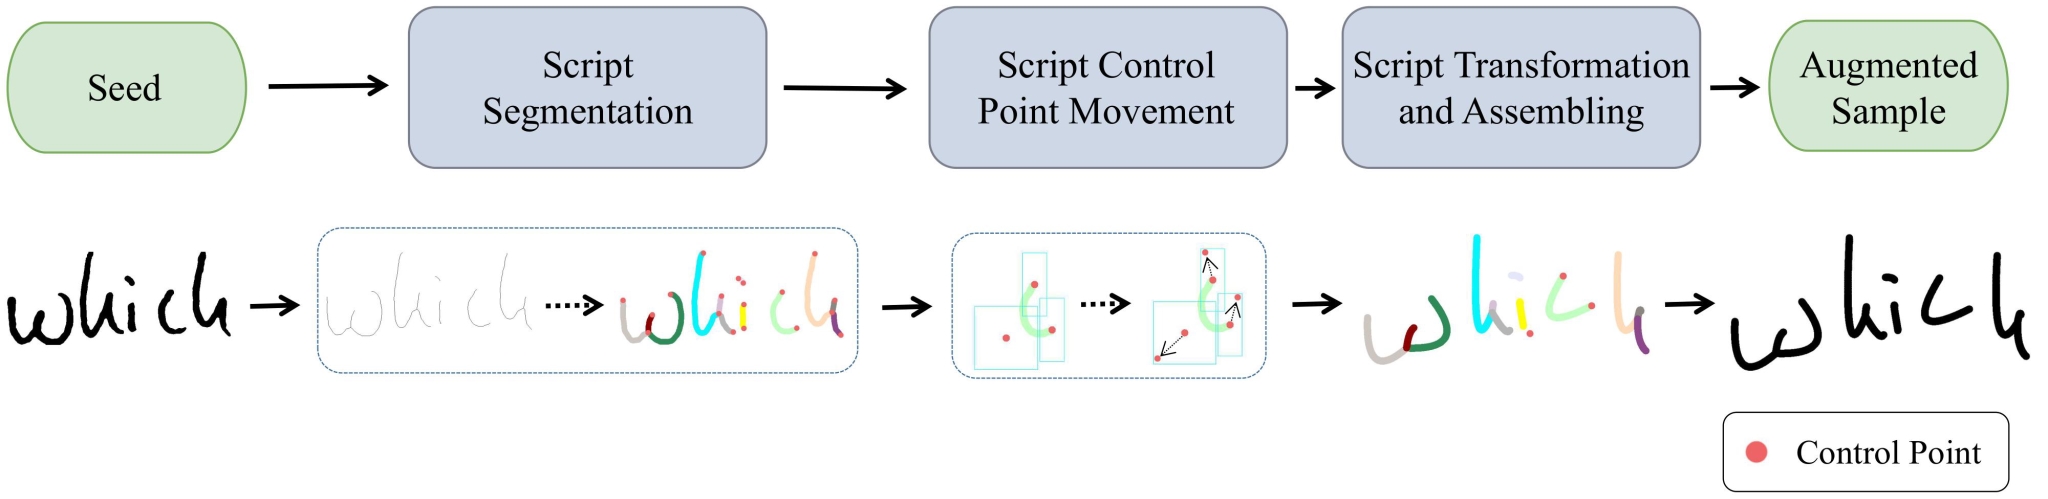 Seed
Script
Segmentation
Script Control
Point Movement
Script Transformation
and Assembling
Augmented
Sample
which which which which which
Control Point